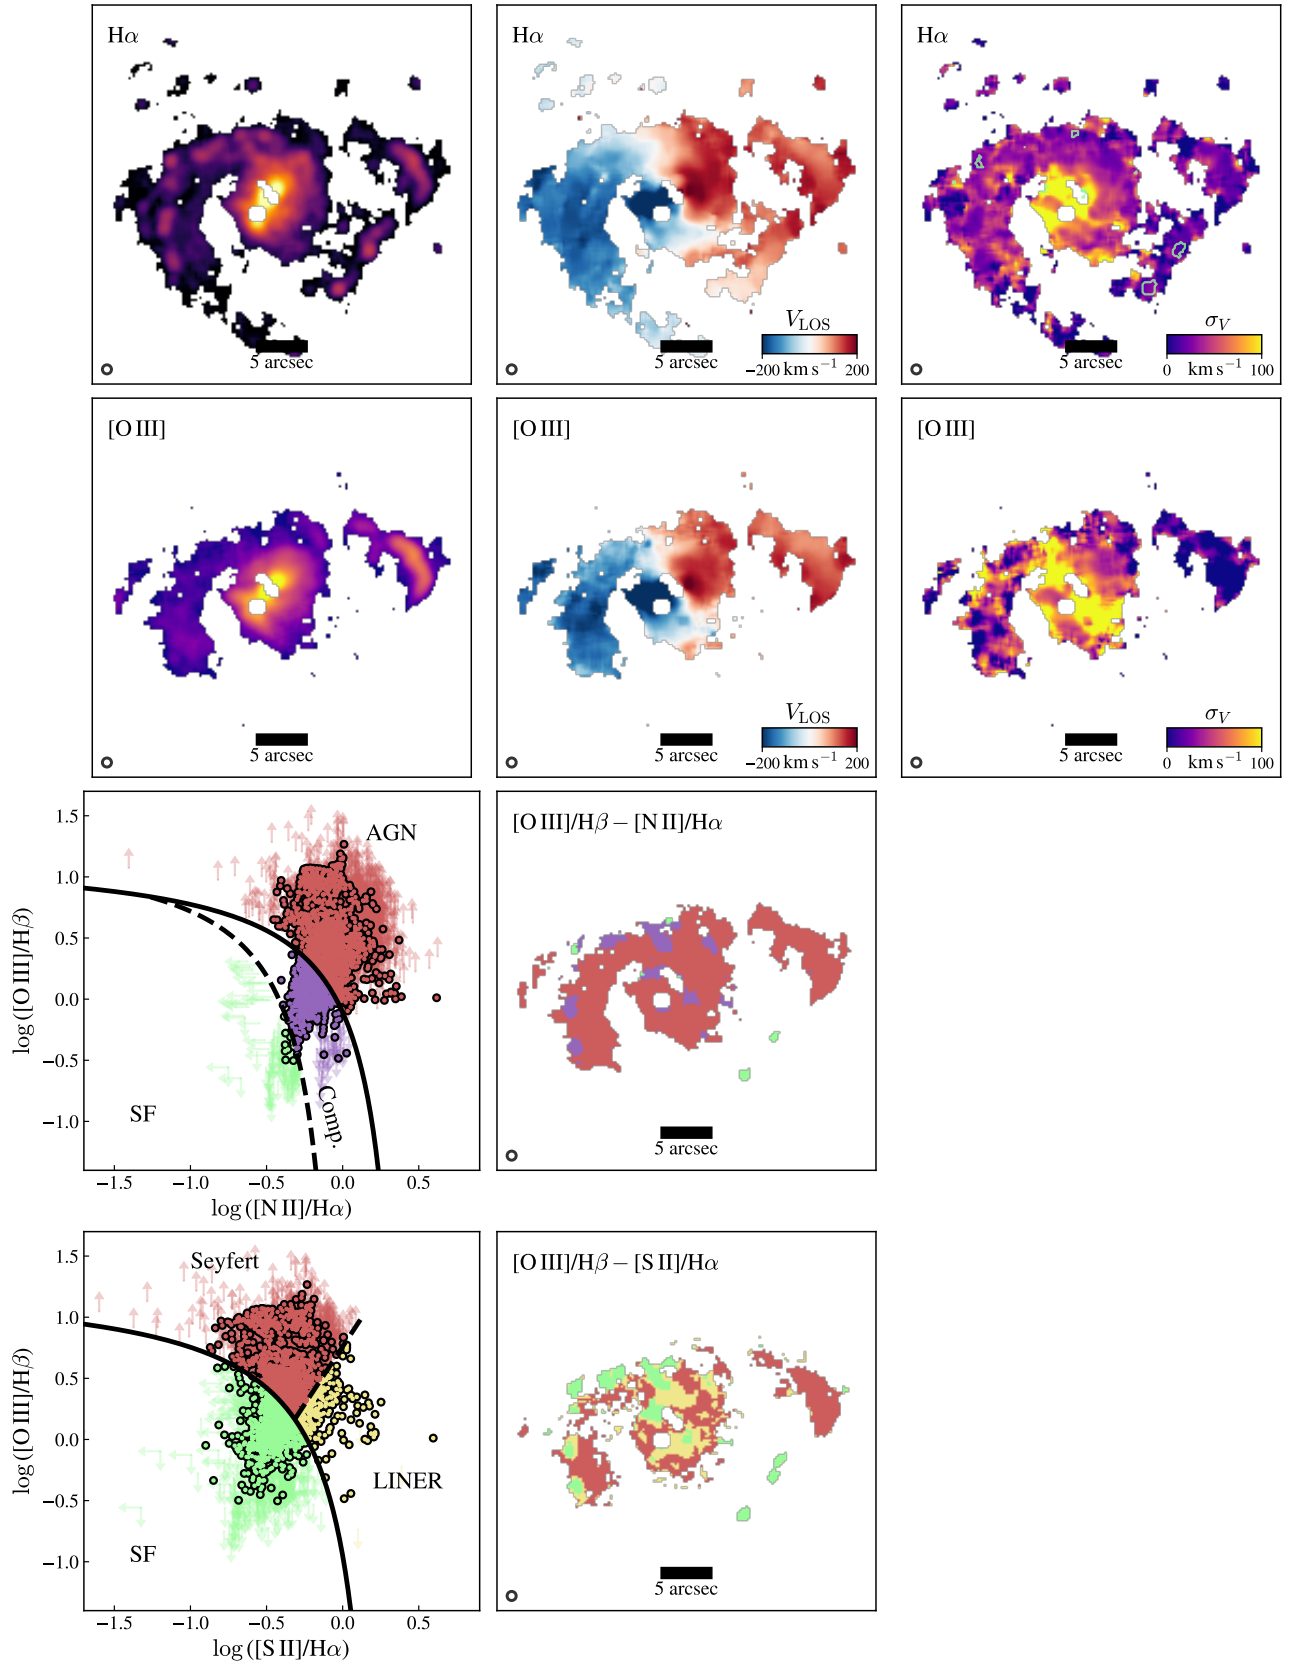 Hα
5 arcsec
Hα
V_LOS
5 arcsec
−200 km s⁻¹ 200
Hα
σ_V
5 arcsec
0 km s⁻¹ 100
[O III]
5 arcsec
[O III]
V_LOS
5 arcsec
−200 km s⁻¹ 200
[O III]
σ_V
5 arcsec
0 km s⁻¹ 100
log ([O III]/Hβ)
1.5
1.0
0.5
0.0
−0.5
−1.0
AGN
SF
Comp.
−1.5 −1.0 −0.5 0.0 0.5
log ([N II]/Hα)
[O III]/Hβ − [N II]/Hα
5 arcsec
log ([O III]/Hβ)
1.5
1.0
0.5
0.0
−0.5
−1.0
Seyfert
LINER
SF
−1.5 −1.0 −0.5 0.0 0.5
log ([S II]/Hα)
[O III]/Hβ − [S II]/Hα
5 arcsec